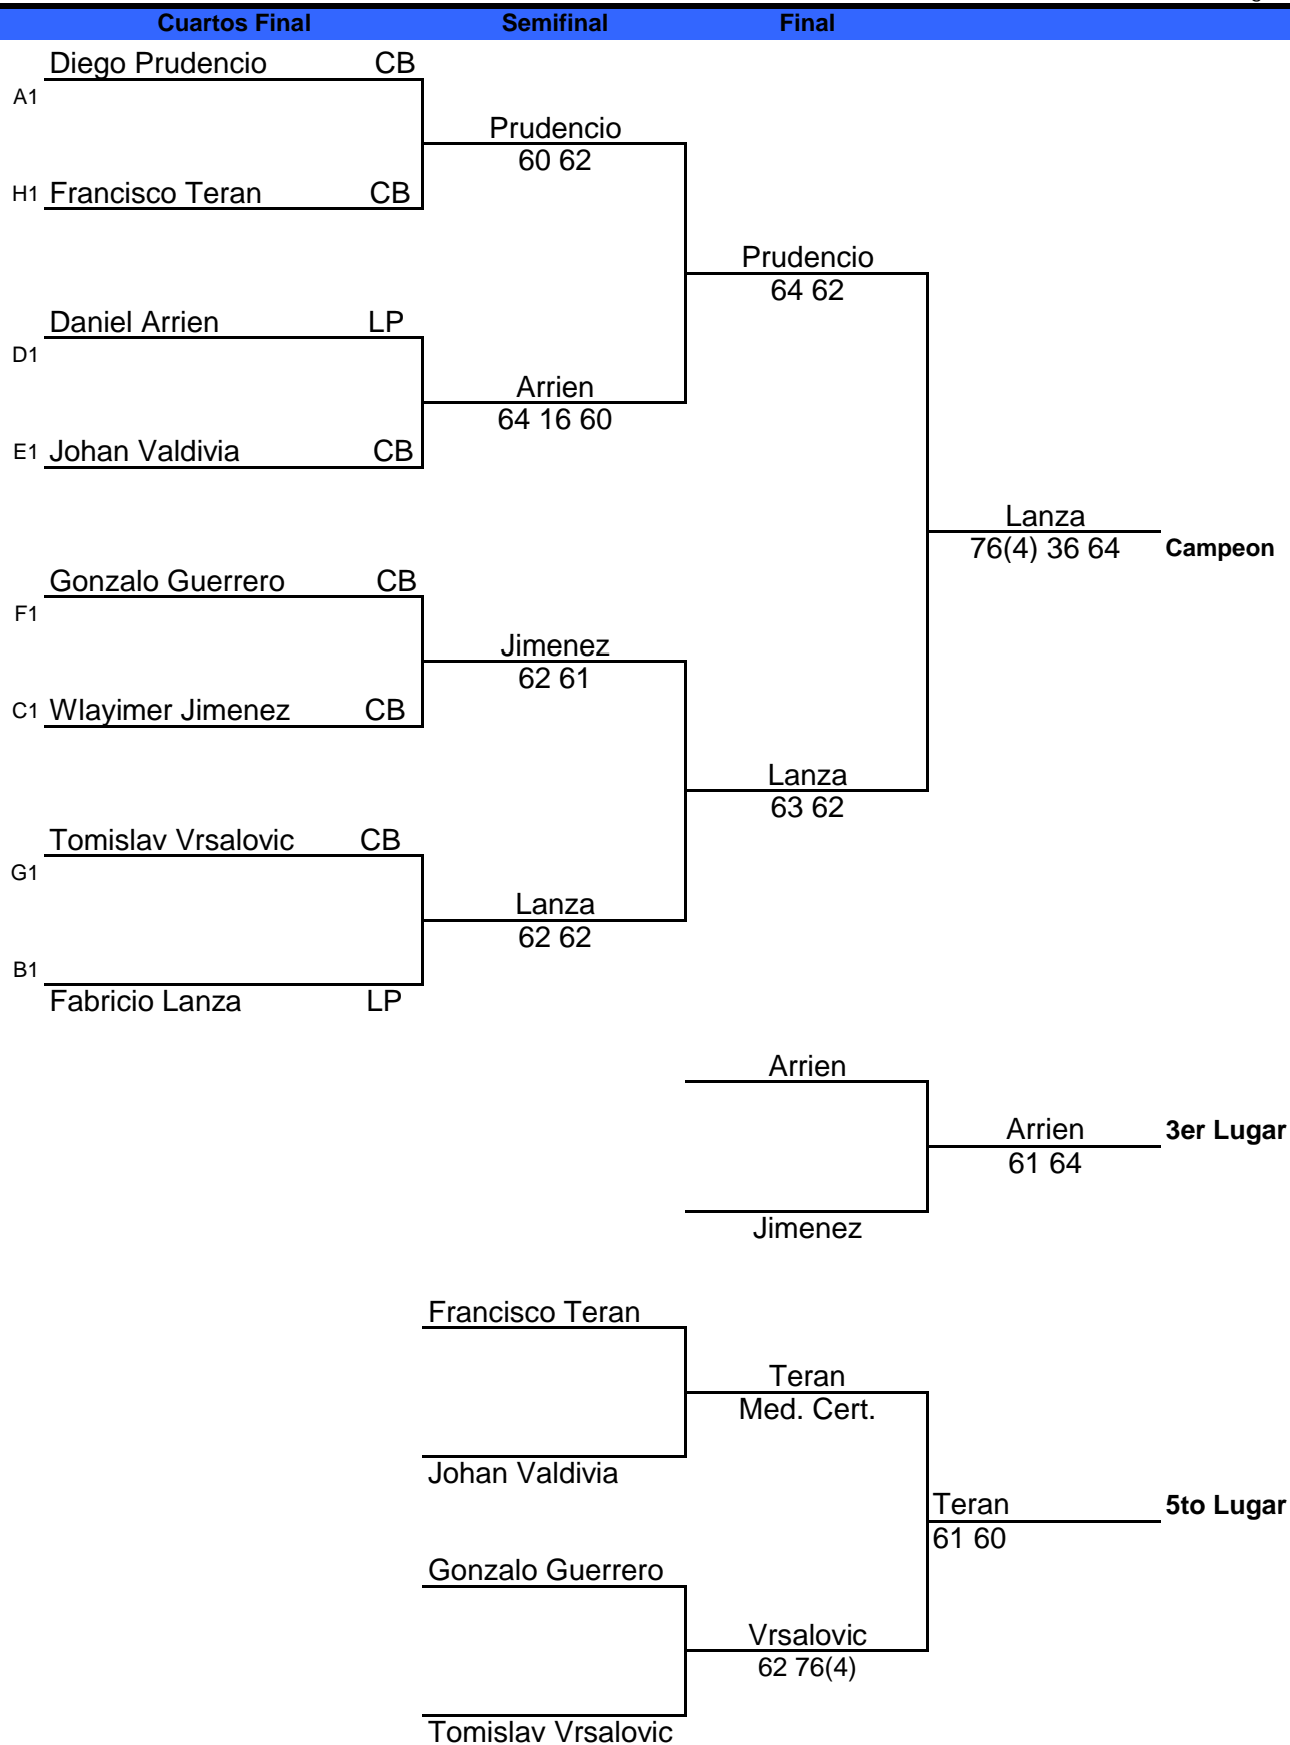 Cuartos Final Semifinal Final
Diego Prudencio CB
A1
Prudencio
60 62
H1 Francisco Teran CB
Prudencio
64 62
Daniel Arrien LP
D1
Arrien
64 16 60
E1 Johan Valdivia CB
Lanza
76(4) 36 64 Campeon
Gonzalo Guerrero CB
F1
Jimenez
62 61
C1 Wlayimer Jimenez CB
Lanza
63 62
Tomislav Vrsalovic CB
G1
Lanza
62 62
B1
Fabricio Lanza LP
Arrien
Arrien 3er Lugar
61 64
Jimenez
Francisco Teran
Teran
Med. Cert.
Johan Valdivia
Teran 5to Lugar
61 60
Gonzalo Guerrero
Vrsalovic
62 76(4)
Tomislav Vrsalovic